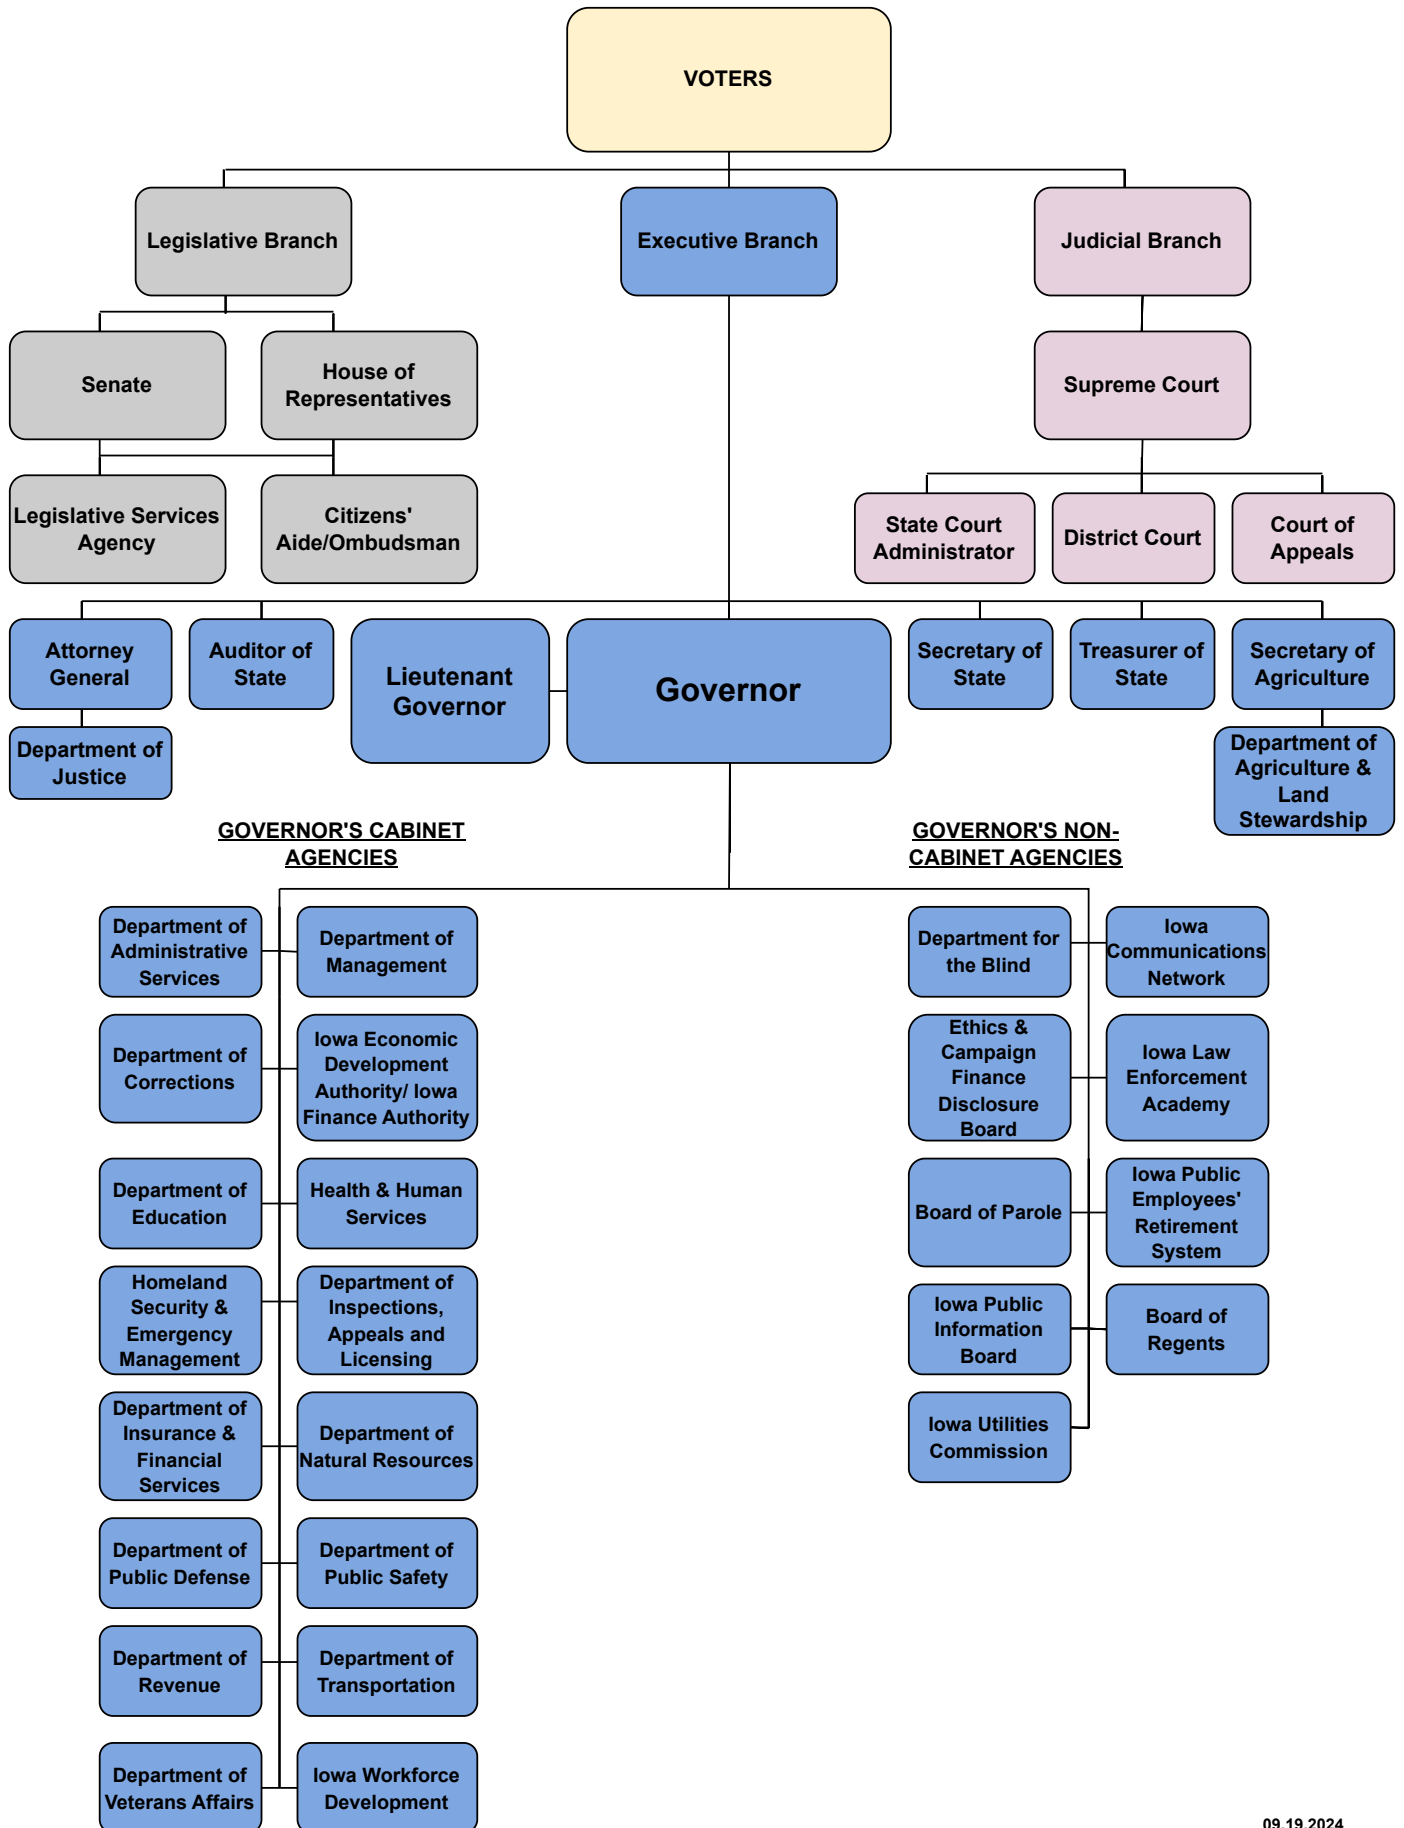 VOTERS
Legislative Branch
Executive Branch
Judicial Branch
Senate
House of
Representatives
Supreme Court
Legislative Services
Agency
Citizens'
Aide/Ombudsman
State Court
Administrator
District Court
Court of
Appeals
Attorney
General
Auditor of
State
Lieutenant
Governor
Governor
Secretary of
State
Treasurer of
State
Secretary of
Agriculture
Department of
Justice
Department of
Agriculture &
Land
Stewardship
GOVERNOR'S CABINET
AGENCIES
GOVERNOR'S NON-
CABINET AGENCIES
Department of
Administrative
Services
Department of
Management
Department for
the Blind
Iowa
Communications
Network
Department of
Corrections
Iowa Economic
Development
Authority/ Iowa
Finance Authority
Ethics &
Campaign
Finance
Disclosure
Board
Iowa Law
Enforcement
Academy
Department of
Education
Health & Human
Services
Board of Parole
Iowa Public
Employees'
Retirement
System
Homeland
Security &
Emergency
Management
Department of
Inspections,
Appeals and
Licensing
Iowa Public
Information
Board
Board of
Regents
Department of
Insurance &
Financial
Services
Department of
Natural Resources
Iowa Utilities
Commission
Department of
Public Defense
Department of
Public Safety
Department of
Revenue
Department of
Transportation
Department of
Veterans Affairs
Iowa Workforce
Development
09.19.2024